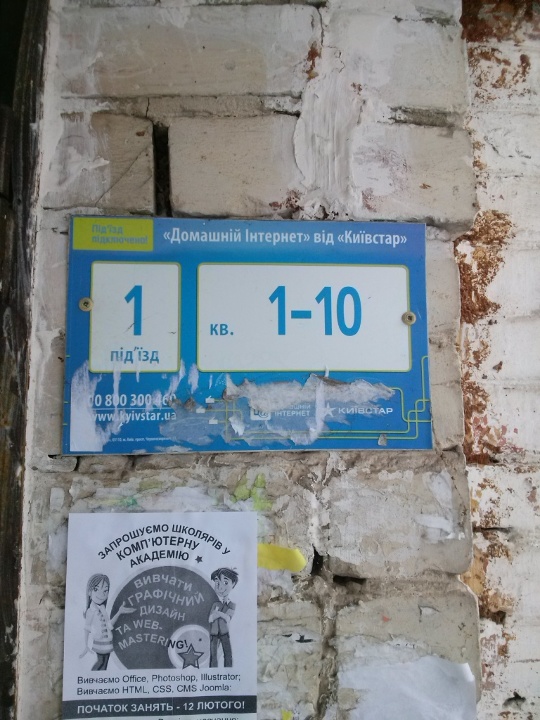 Під'їзд
підключено!
«Домашній Інтернет» від «Київстар»
1
під'їзд
кв. 1-10
0 800 300 460
www.kyivstar.ua
ІНТЕРНЕТ
КИЇВСТАР
ЗАПРОШУЄМО ШКОЛЯРІВ У
КОМП'ЮТЕРНУ
АКАДЕМІЮ
ВИВЧАТИ
ГРАФІЧНИЙ
ДИЗАЙН
ТА WEB-
MASTERING!
Вивчаємо Office, Photoshop, Illustrator;
Вивчаємо HTML, CSS, CMS Joomla:
ПОЧАТОК ЗАНЯТЬ - 12 ЛЮТОГО!